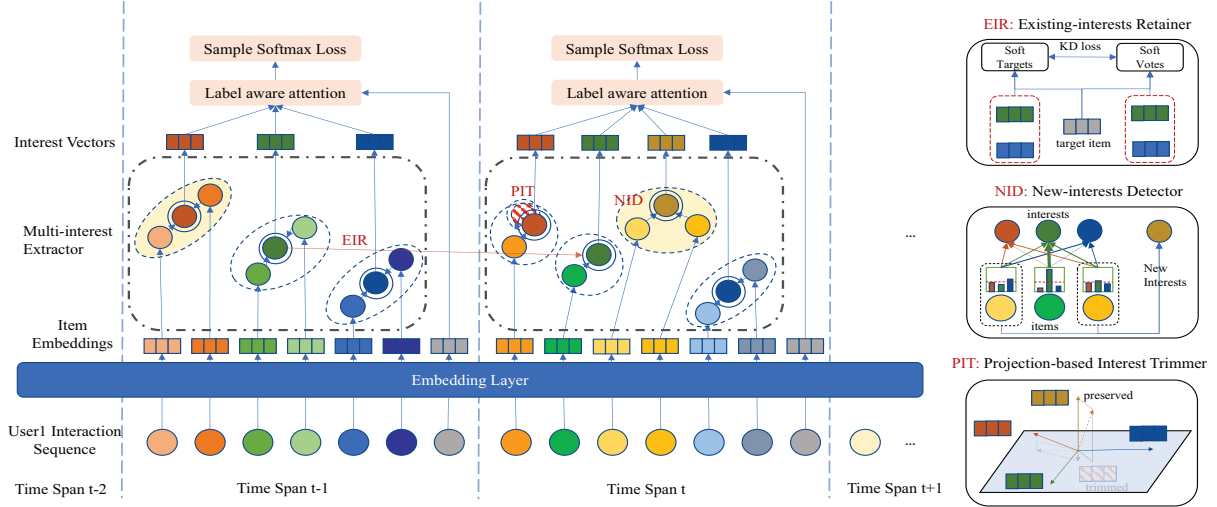 Sample Softmax Loss
Label aware attention
Interest Vectors
Multi-interest
Extractor
EIR
Item
Embeddings
Embedding Layer
User1 Interaction
Sequence
Time Span t-2
Time Span t-1
Sample Softmax Loss
Label aware attention
PIT
NID
Time Span t
...
...
Time Span t+1
EIR: Existing-interests Retainer
Soft
Targets
KD loss
Soft
Votes
target item
NID: New-interests Detector
interests
New
Interests
items
PIT: Projection-based Interest Trimmer
preserved
trimmed